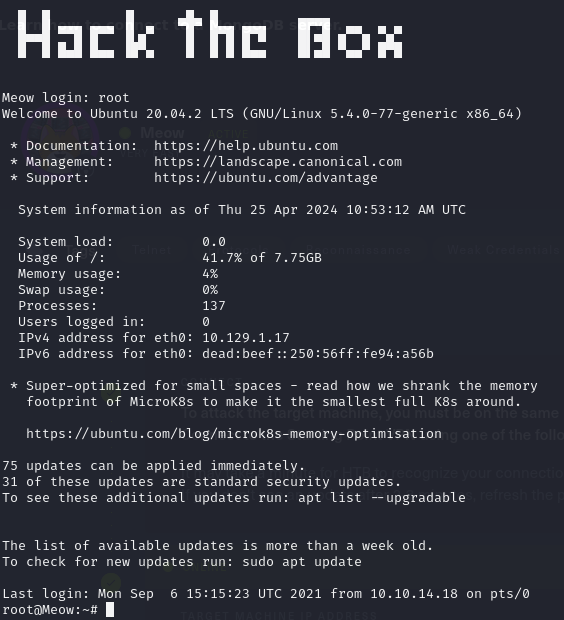 Hack The Box
Meow login: root
Welcome to Ubuntu 20.04.2 LTS (GNU/Linux 5.4.0-77-generic x86_64)
* Documentation:  https://help.ubuntu.com
* Management:     https://landscape.canonical.com
* Support:        https://ubuntu.com/advantage
System information as of Thu 25 Apr 2024 10:53:12 AM UTC
System load:           0.0
Usage of /:            41.7% of 7.75GB
Memory usage:          4%
Swap usage:            0%
Processes:             137
Users logged in:       0
IPv4 address for eth0: 10.129.1.17
IPv6 address for eth0: dead:beef::250:56ff:fe94:a56b
* Super-optimized for small spaces - read how we shrank the memory
footprint of MicroK8s to make it the smallest full K8s around.
https://ubuntu.com/blog/microk8s-memory-optimisation
75 updates can be applied immediately.
31 of these updates are standard security updates.
To see these additional updates run: apt list --upgradable
The list of available updates is more than a week old.
To check for new updates run: sudo apt update
Last login: Mon Sep  6 15:15:23 UTC 2021 from 10.10.14.18 on pts/0
root@Meow:~#